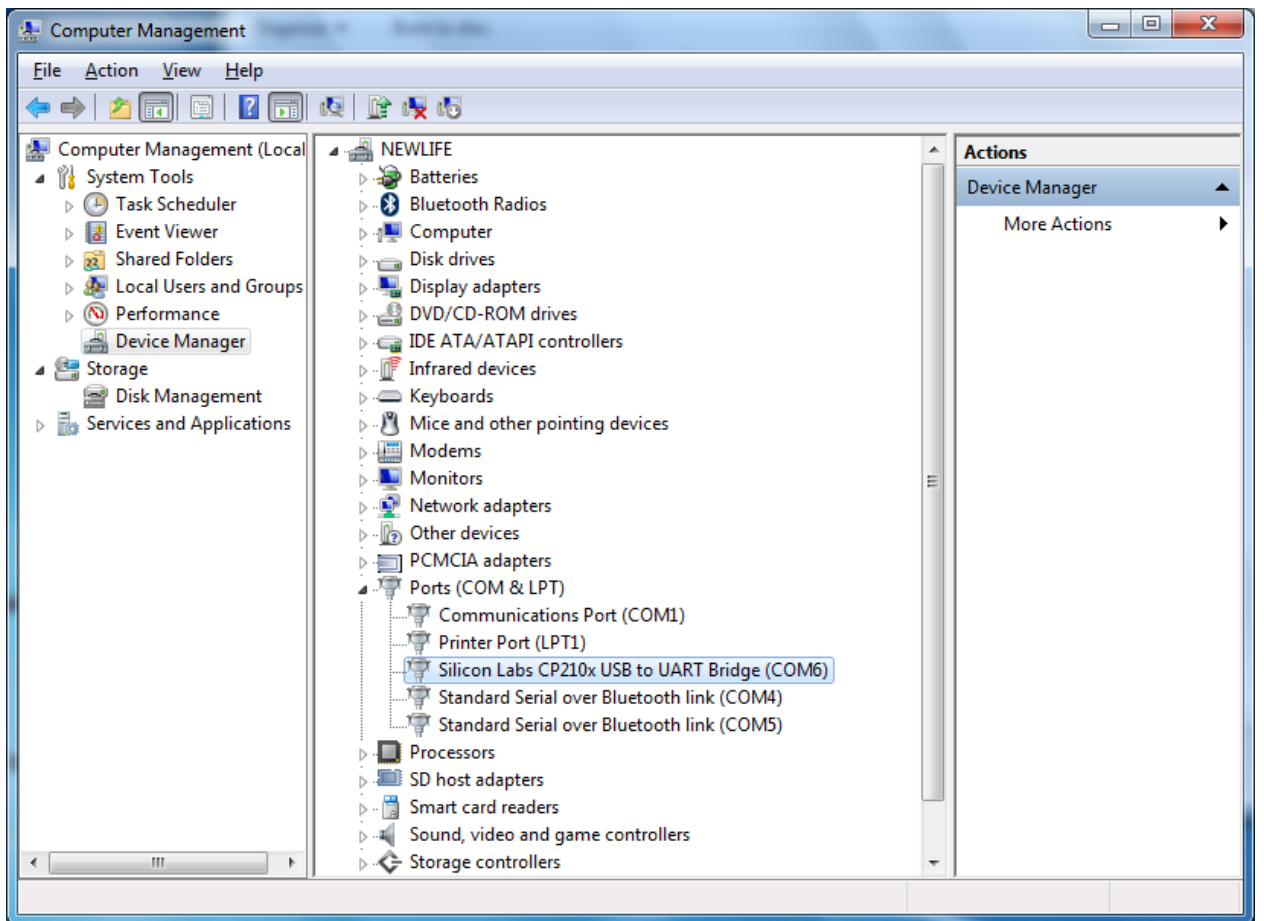 Computer Management
File Action View Help
Computer Management (Local
System Tools
Task Scheduler
Event Viewer
Shared Folders
Local Users and Groups
Performance
Device Manager
Storage
Disk Management
Services and Applications
NEWLIFE
Batteries
Bluetooth Radios
Computer
Disk drives
Display adapters
DVD/CD-ROM drives
IDE ATA/ATAPI controllers
Infrared devices
Keyboards
Mice and other pointing devices
Modems
Monitors
Network adapters
Other devices
PCMCIA adapters
Ports (COM & LPT)
Communications Port (COM1)
Printer Port (LPT1)
Silicon Labs CP210x USB to UART Bridge (COM6)
Standard Serial over Bluetooth link (COM4)
Standard Serial over Bluetooth link (COM5)
Processors
SD host adapters
Smart card readers
Sound, video and game controllers
Storage controllers
Actions
Device Manager
More Actions